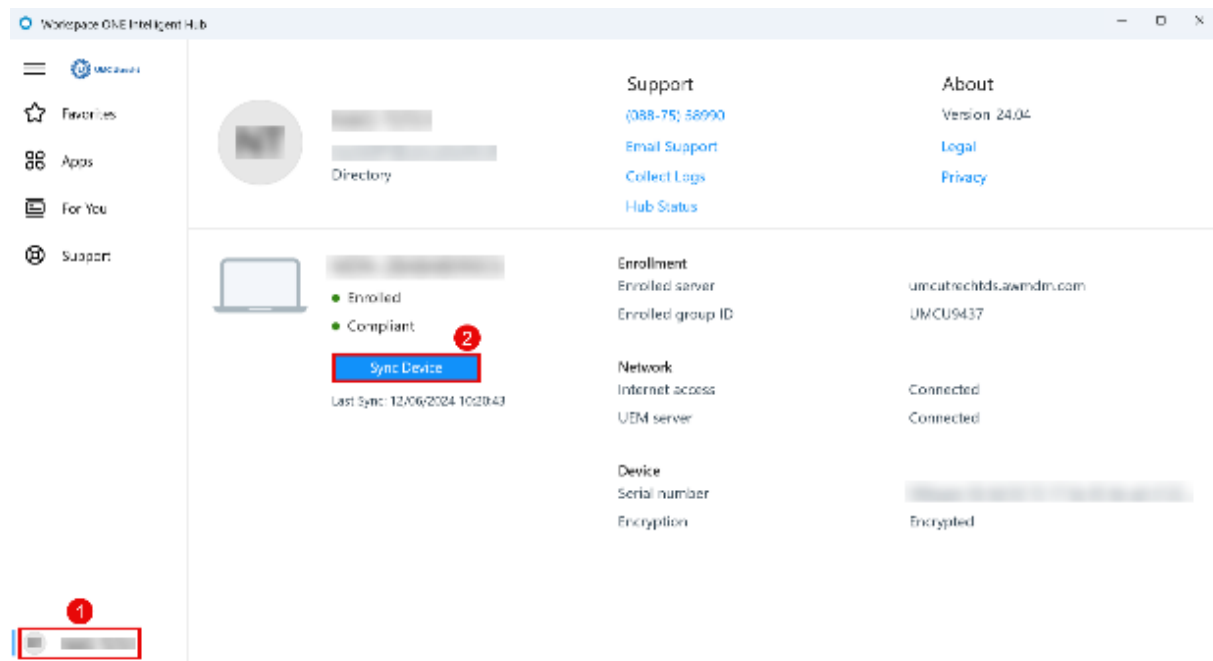 Workspace ONE Intelligent Hub
UMC Utrecht
Favorites
Apps
For You
Support
NT
Directory
Support
(088-75) 58990
Email Support
Collect Logs
Hub Status
About
Version 24.04
Legal
Privacy
Enrolled
Compliant
2
Sync Device
Last Sync: 12/06/2024 10:20:43
Enrollment
Enrolled server umcutrechtds.awmdm.com
Enrolled group ID UMCU9437
Network
Internet access Connected
UEM server Connected
Device
Serial number
Encryption Encrypted
1